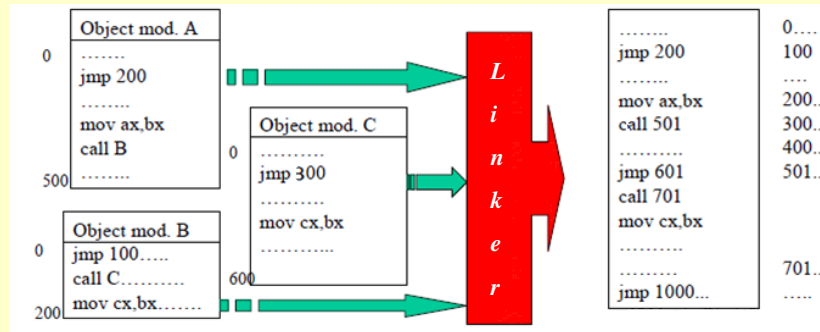 Object mod. A
0
.......
jmp 200
........
mov ax,bx
call B
500
........
Object mod. C
0
..........
jmp 300
..........
mov cx,bx
............
600
Object mod. B
0
jmp 100.....
call C..........
mov cx,bx.......
200
Linker
........
0....
jmp 200
100
........
....
mov ax,bx
200..
call 501
300...
..........
400..
jmp 601
501..
call 701
mov cx,bx
..........
.........
701..
jmp 1000...
.....